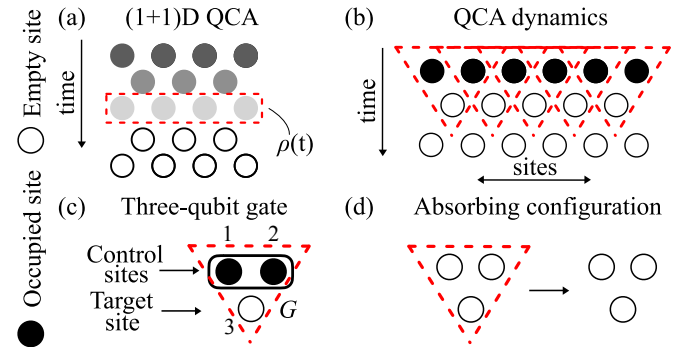 (a) (1+1)D QCA
Empty site
time
ρ(t)
(b) QCA dynamics
time
sites
Occupied site
(c) Three-qubit gate
1 2
Control
sites
Target
site
3
G
(d) Absorbing configuration